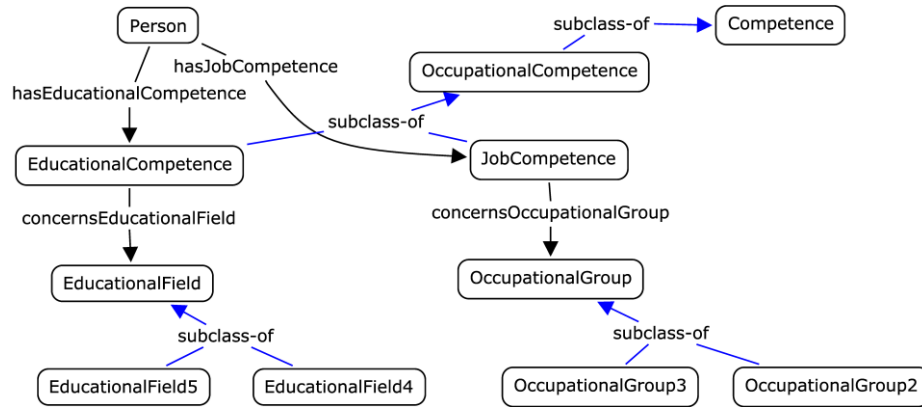 Person
subclass-of
Competence
hasJobCompetence
OccupationalCompetence
hasEducationalCompetence
subclass-of
EducationalCompetence
JobCompetence
concernsEducationalField
concernsOccupationalGroup
EducationalField
OccupationalGroup
subclass-of
subclass-of
EducationalField5
EducationalField4
OccupationalGroup3
OccupationalGroup2